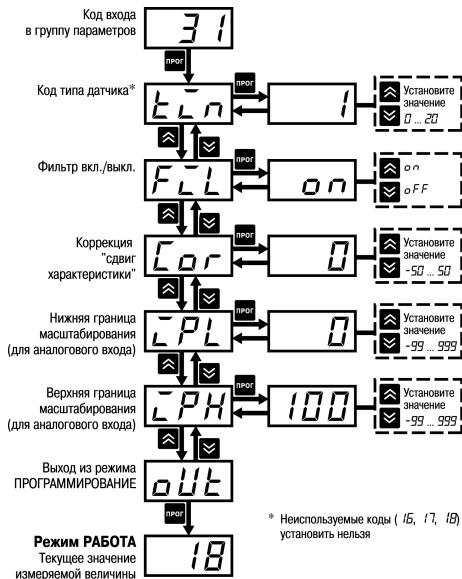 Код входа
в группу параметров
31
ПРОГ
Код типа датчика*
t in
ПРОГ
1
Установите
значение
0 ... 20
Фильтр вкл./выкл.
FiL
ПРОГ
on
on
oFF
Коррекция
"сдвиг
характеристики"
Cor
ПРОГ
0
Установите
значение
-50 ... 50
Нижняя граница
масштабирования
(для аналогового входа)
iPL
ПРОГ
0
Установите
значение
-99 ... 999
Верхняя граница
масштабирования
(для аналогового входа)
iPH
ПРОГ
100
Установите
значение
-99 ... 999
Выход из режима
ПРОГРАММИРОВАНИЕ
oUt
ПРОГ
* Неиспользуемые коды ( 16, 17, 18)
установить нельзя
Режим РАБОТА
Текущее значение
измеряемой величины
18